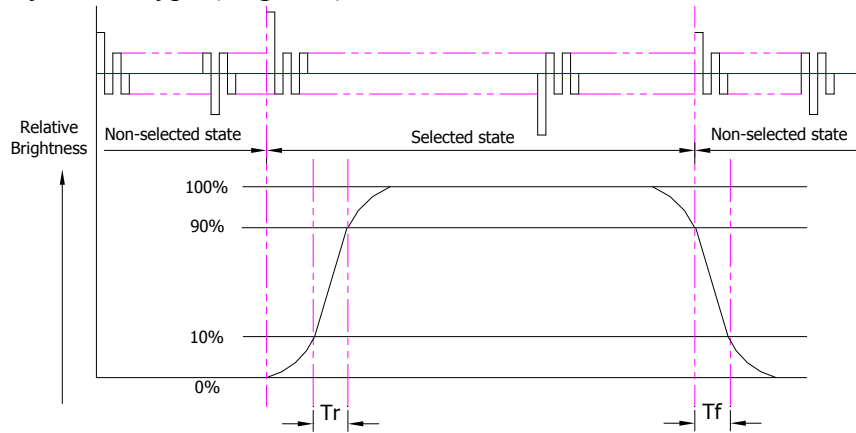 Relative
Brightness
Non-selected state
Selected state
Non-selected state
100%
90%
10%
0%
Tr
Tf